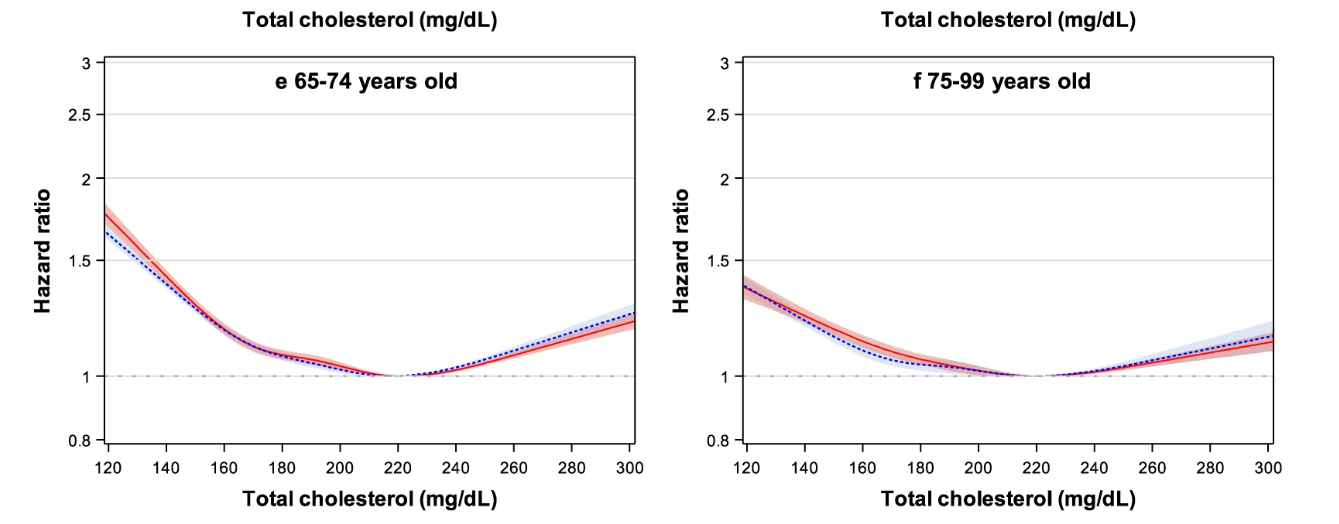 Total cholesterol (mg/dL)
Total cholesterol (mg/dL)
e 65-74 years old
3
2.5
2
1.5
1
0.8
Hazard ratio
120 140 160 180 200 220 240 260 280 300
Total cholesterol (mg/dL)
f 75-99 years old
3
2.5
2
1.5
1
0.8
Hazard ratio
120 140 160 180 200 220 240 260 280 300
Total cholesterol (mg/dL)